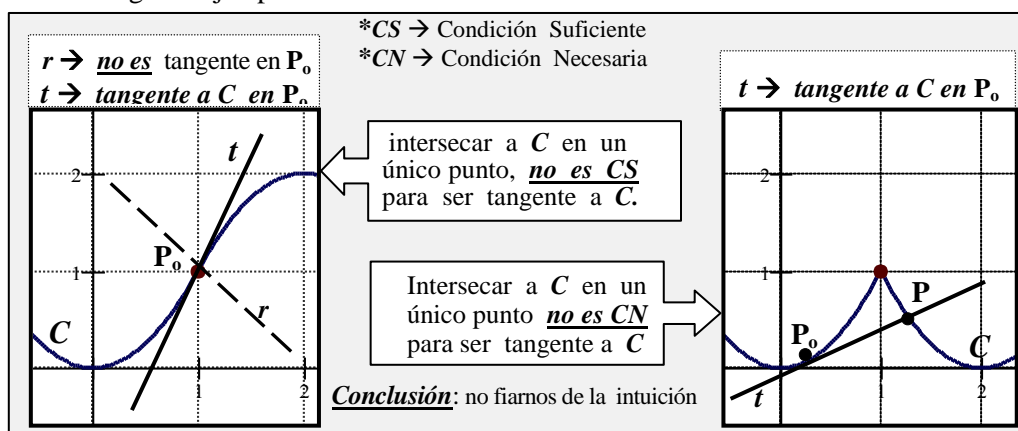 *CS → Condición Suficiente
*CN → Condición Necesaria
r → no es tangente en Po
t → tangente a C en Po
t
2
Po
1
r
C
1
2
intersecar a C en un
único punto, no es CS
para ser tangente a C.
Intersecar a C en un
único punto no es CN
para ser tangente a C
Conclusión: no fiarnos de la intuición
t → tangente a C en Po
2
1
P
Po
C
t
1
2